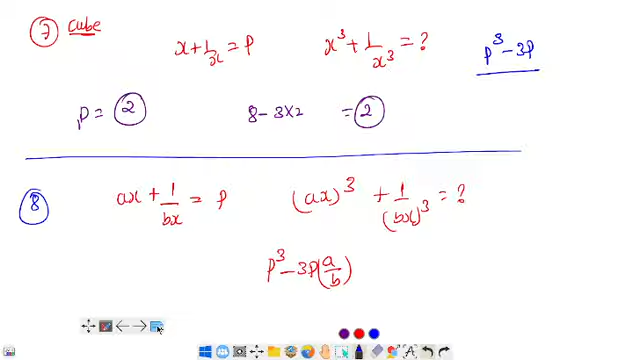 7 cube
x + 1/x = P x³ + 1/x³ = ? P³ - 3P
P = 2 8 - 3×2 = 2
8 ax + 1/bx = P (ax)³ + 1/(bx)³ = ?
P³ - 3P(a/b)